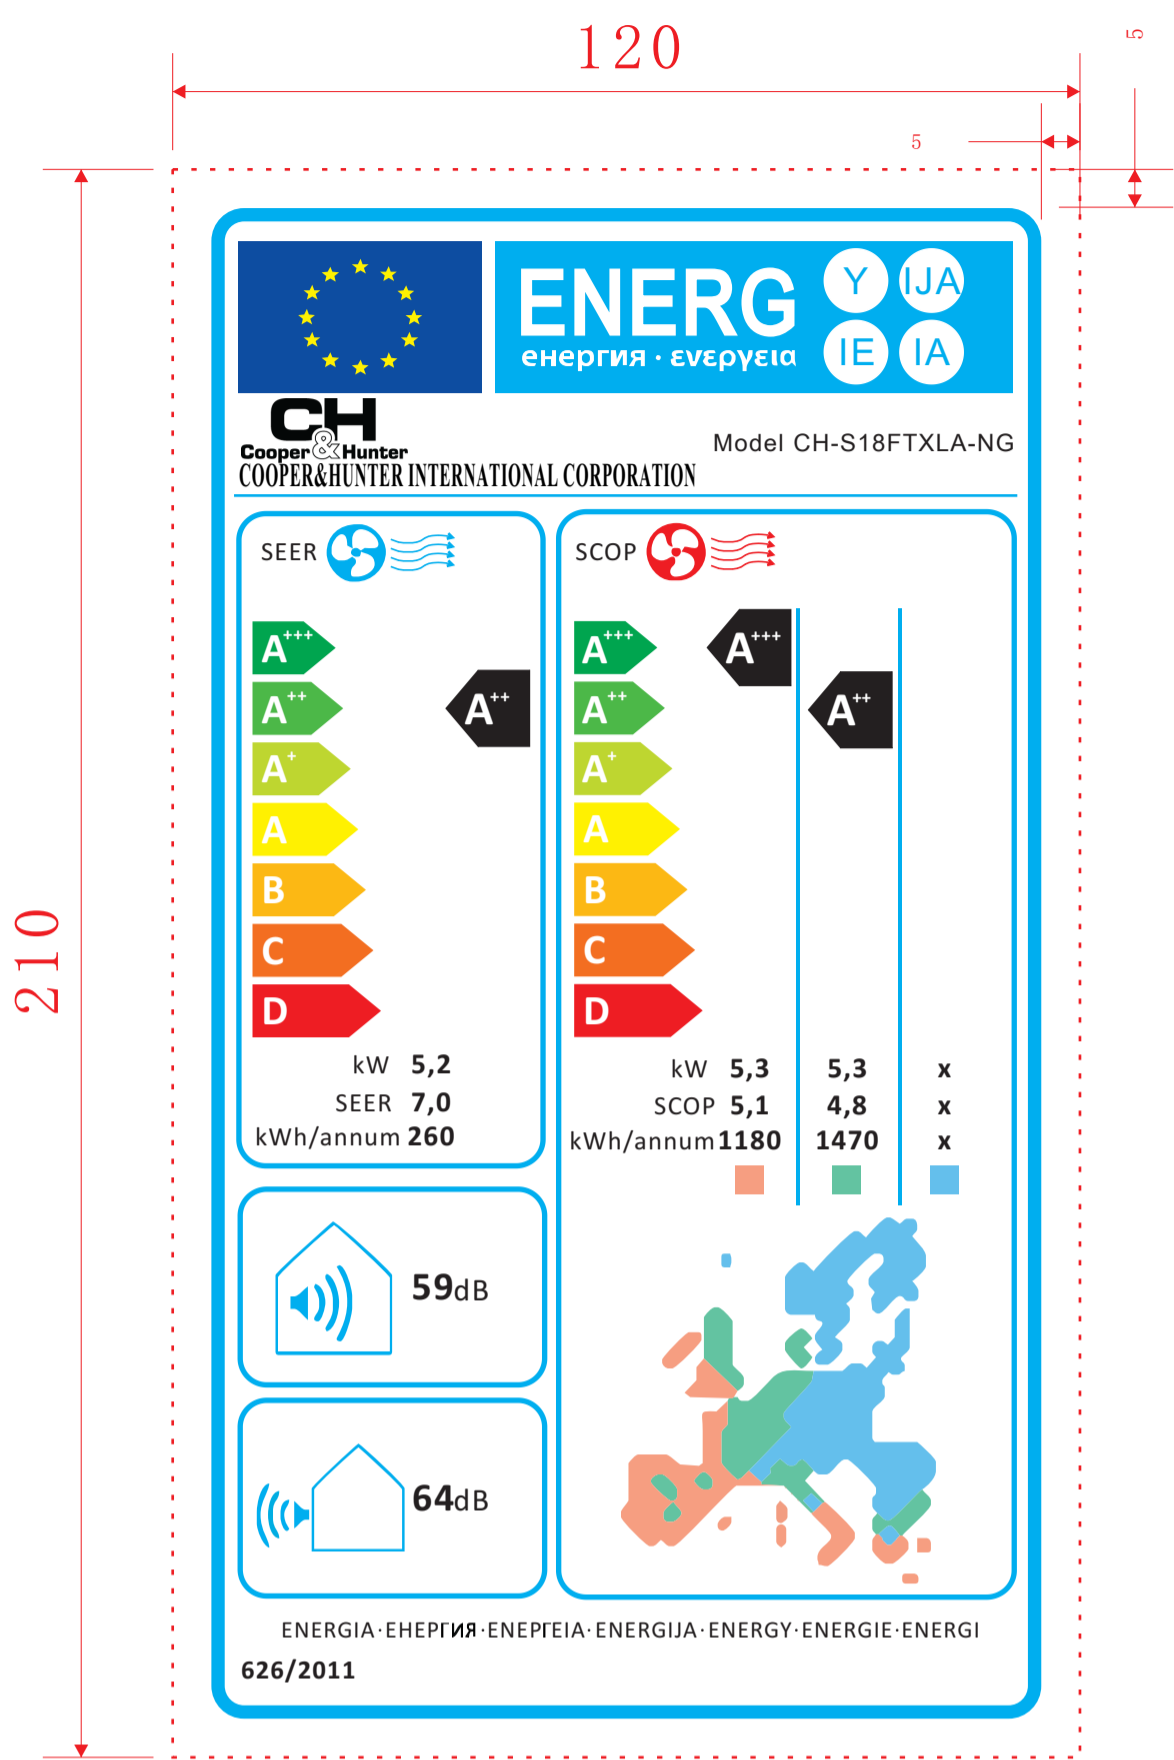 120
5
5
210
ENERG
енергия · ενεργεια
Y
IJA
IE
IA
CH
Cooper&Hunter
COOPER&HUNTER INTERNATIONAL CORPORATION
Model CH-S18FTXLA-NG
SEER
A+++
A++
A+
A
B
C
D
A++
kW 5,2
SEER 7,0
kWh/annum 260
SCOP
A+++
A++
A+
A
B
C
D
A+++
A++
kW 5,3 5,3 x
SCOP 5,1 4,8 x
kWh/annum 1180 1470 x
59dB
64dB
ENERGIA·ЕНЕРГИЯ·ΕΝΕΡΓΕΙΑ·ENERGIJA·ENERGY·ENERGIE·ENERGI
626/2011